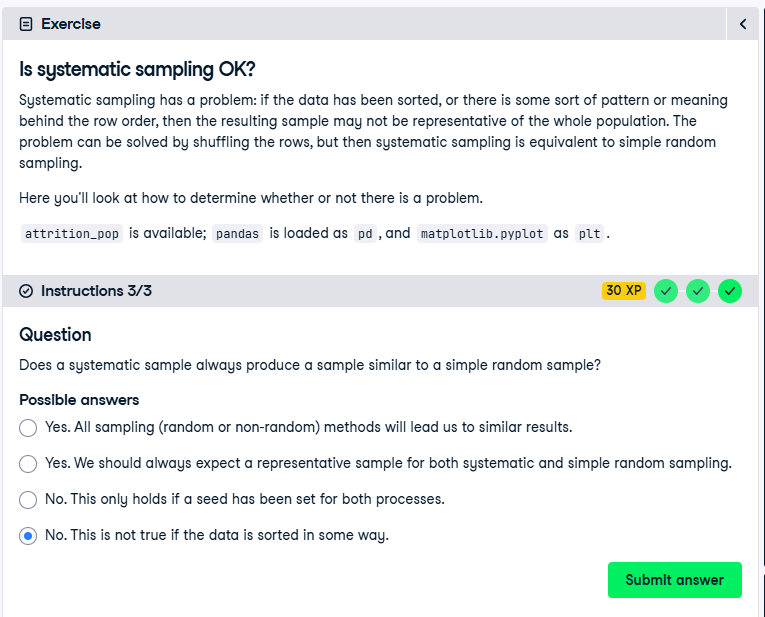 Exercise
Is systematic sampling OK?
Systematic sampling has a problem: if the data has been sorted, or there is some sort of pattern or meaning
behind the row order, then the resulting sample may not be representative of the whole population. The
problem can be solved by shuffling the rows, but then systematic sampling is equivalent to simple random
sampling.
Here you'll look at how to determine whether or not there is a problem.
attrition_pop is available; pandas is loaded as pd , and matplotlib.pyplot as plt .
Instructions 3/3 30 XP
Question
Does a systematic sample always produce a sample similar to a simple random sample?
Possible answers
Yes. All sampling (random or non-random) methods will lead us to similar results.
Yes. We should always expect a representative sample for both systematic and simple random sampling.
No. This only holds if a seed has been set for both processes.
No. This is not true if the data is sorted in some way.
Submit answer